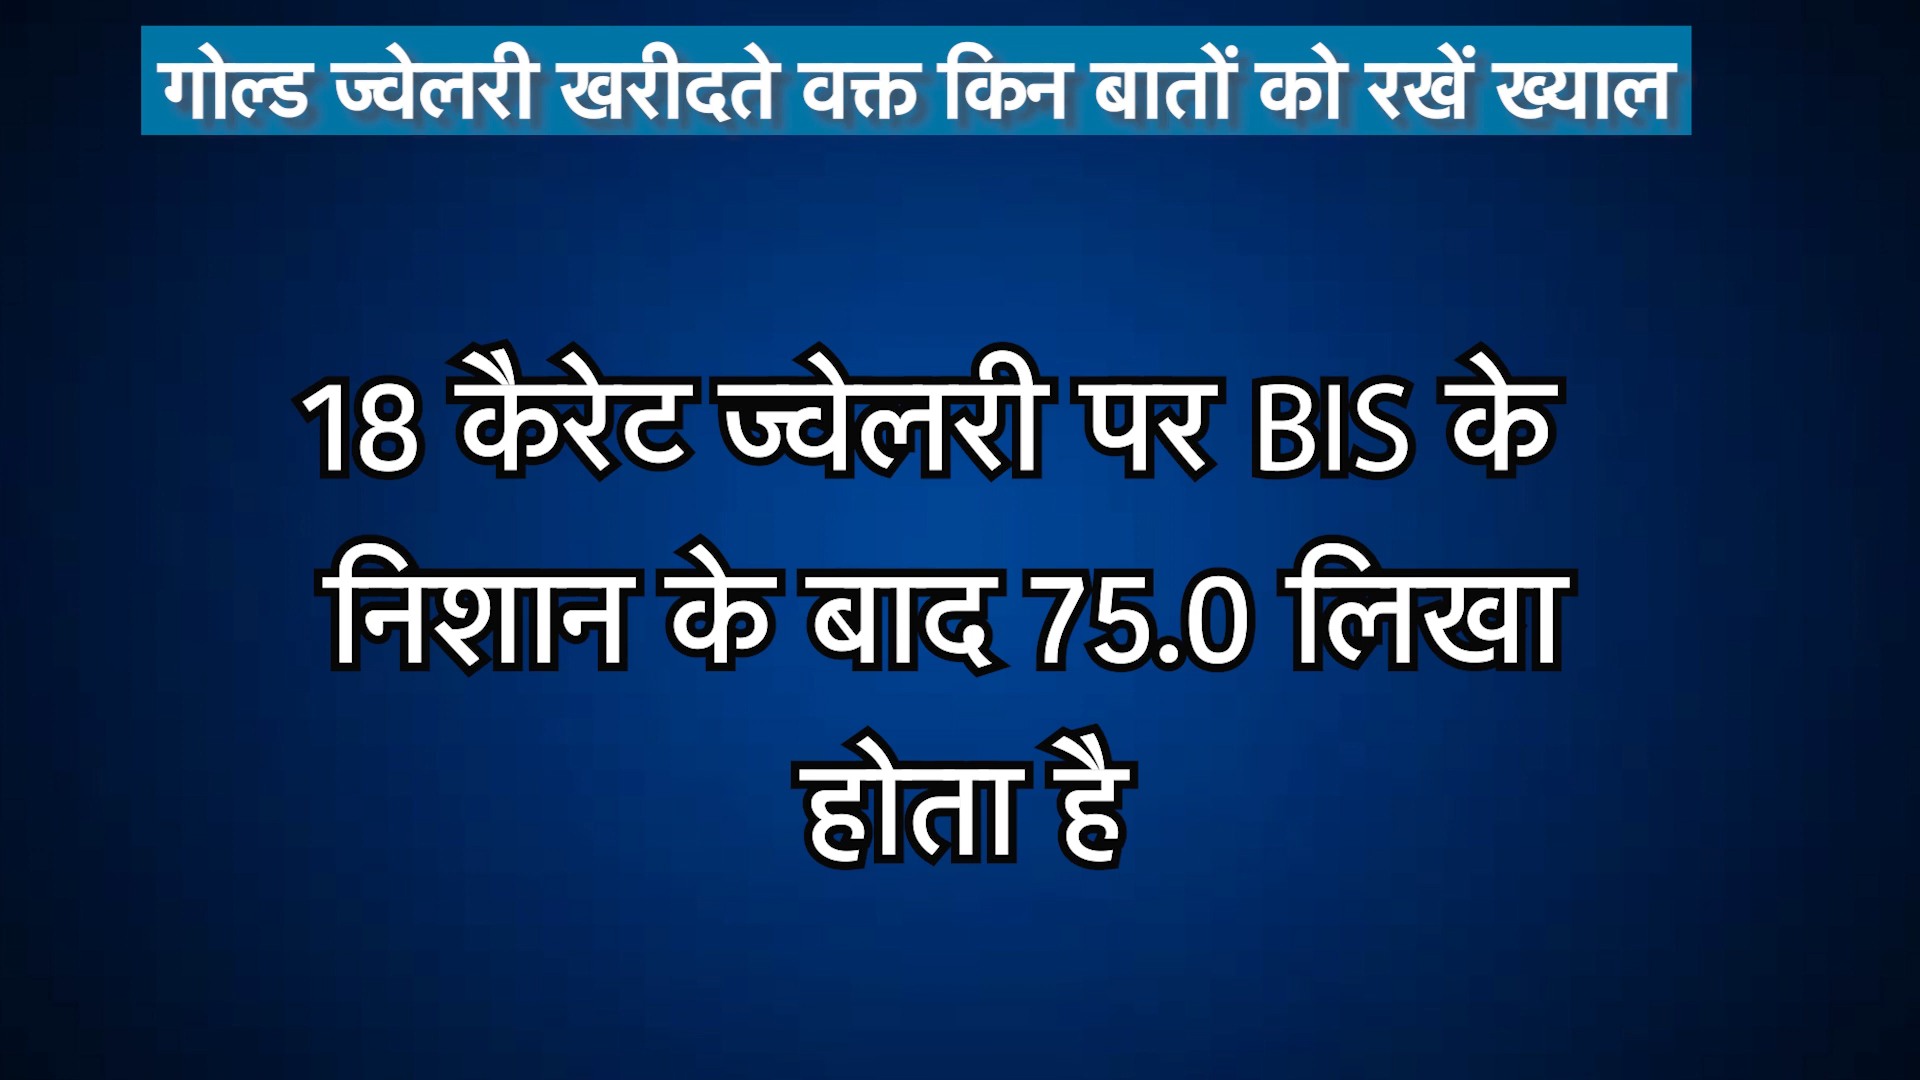 गोल्ड ज्वेलरी खरीदते वक्त किन बातों को रखें ख्याल
18 कैरेट ज्वेलरी पर BIS के
निशान के बाद 75.0 लिखा
होता है